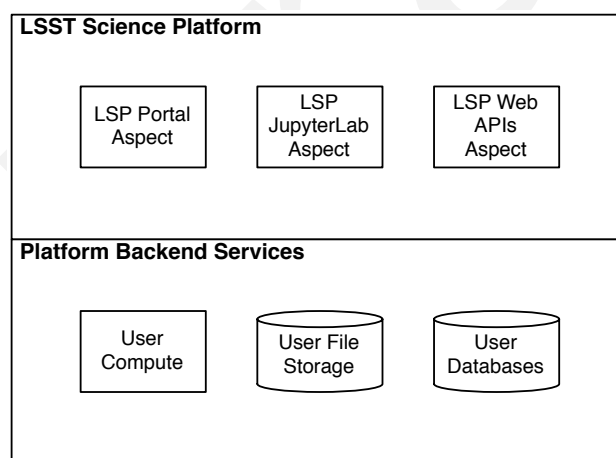 LSST Science Platform
LSP Portal
Aspect
LSP
JupyterLab
Aspect
LSP Web
APIs
Aspect
Platform Backend Services
User
Compute
User File
Storage
User
Databases